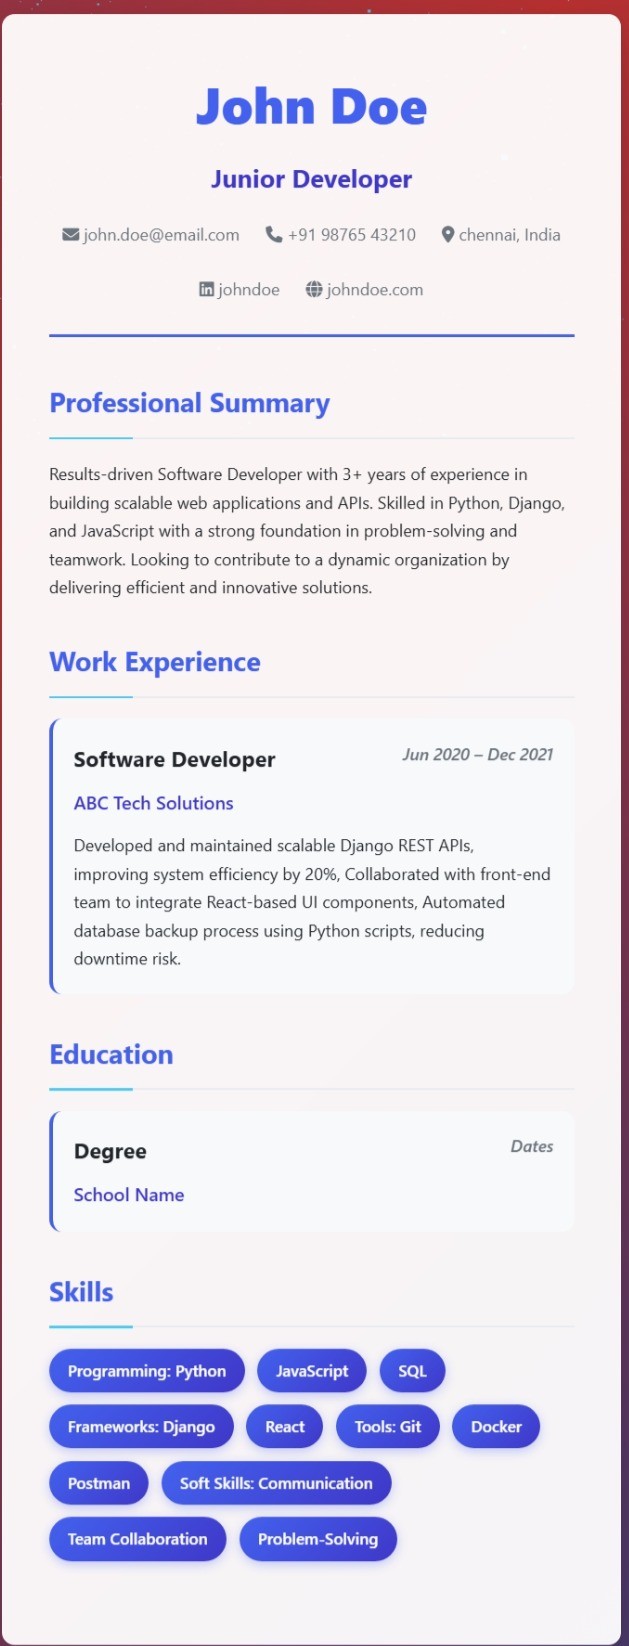 John Doe
Junior Developer
john.doe@email.com +91 98765 43210 chennai, India
johndoe johndoe.com
Professional Summary
Results-driven Software Developer with 3+ years of experience in
building scalable web applications and APIs. Skilled in Python, Django,
and JavaScript with a strong foundation in problem-solving and
teamwork. Looking to contribute to a dynamic organization by
delivering efficient and innovative solutions.
Work Experience
Software Developer Jun 2020 – Dec 2021
ABC Tech Solutions
Developed and maintained scalable Django REST APIs,
improving system efficiency by 20%, Collaborated with front-end
team to integrate React-based UI components, Automated
database backup process using Python scripts, reducing
downtime risk.
Education
Degree Dates
School Name
Skills
Programming: Python JavaScript SQL
Frameworks: Django React Tools: Git Docker
Postman Soft Skills: Communication
Team Collaboration Problem-Solving